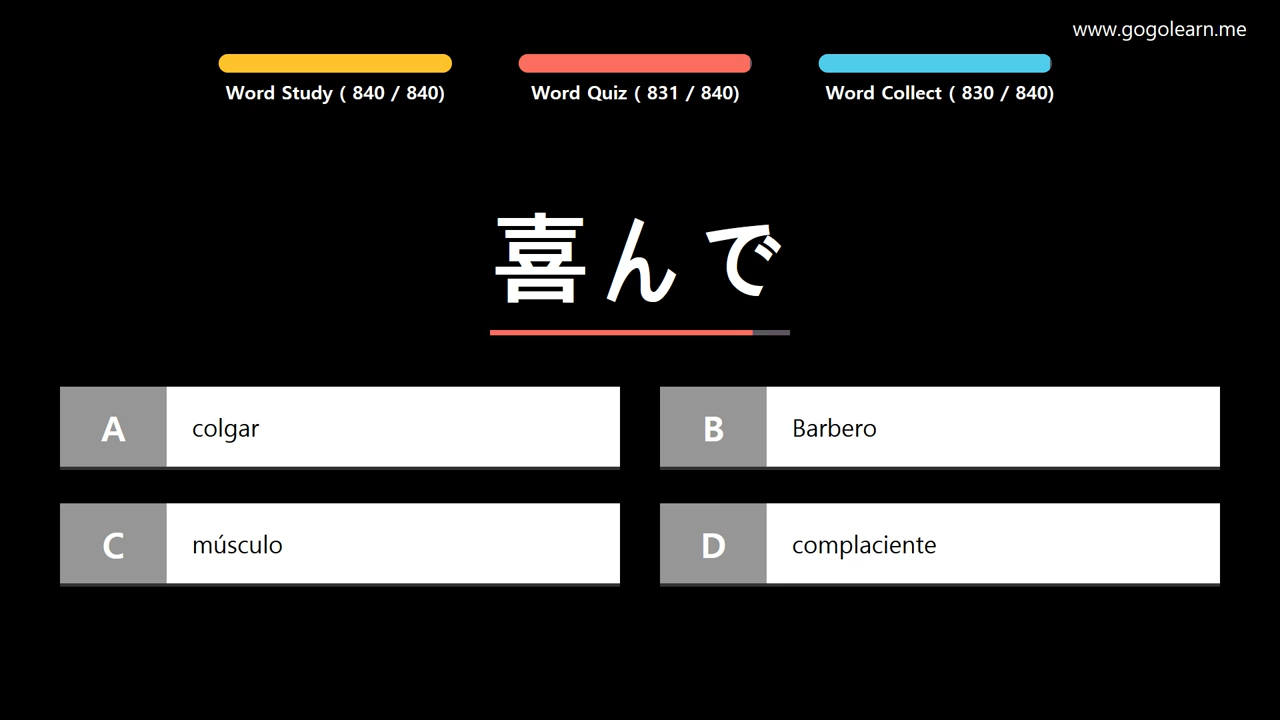 www.gogolearn.me
Word Study ( 840 / 840)
Word Quiz ( 831 / 840)
Word Collect ( 830 / 840)
喜んで
A colgar
B Barbero
C músculo
D complaciente